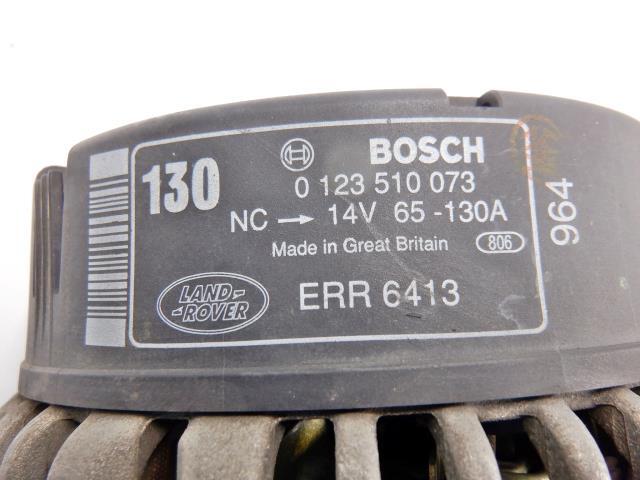 130
BOSCH
0 123 510 073
NC → 14V 65 -130A
Made in Great Britain 806
964
LAND-
-ROVER
ERR 6413